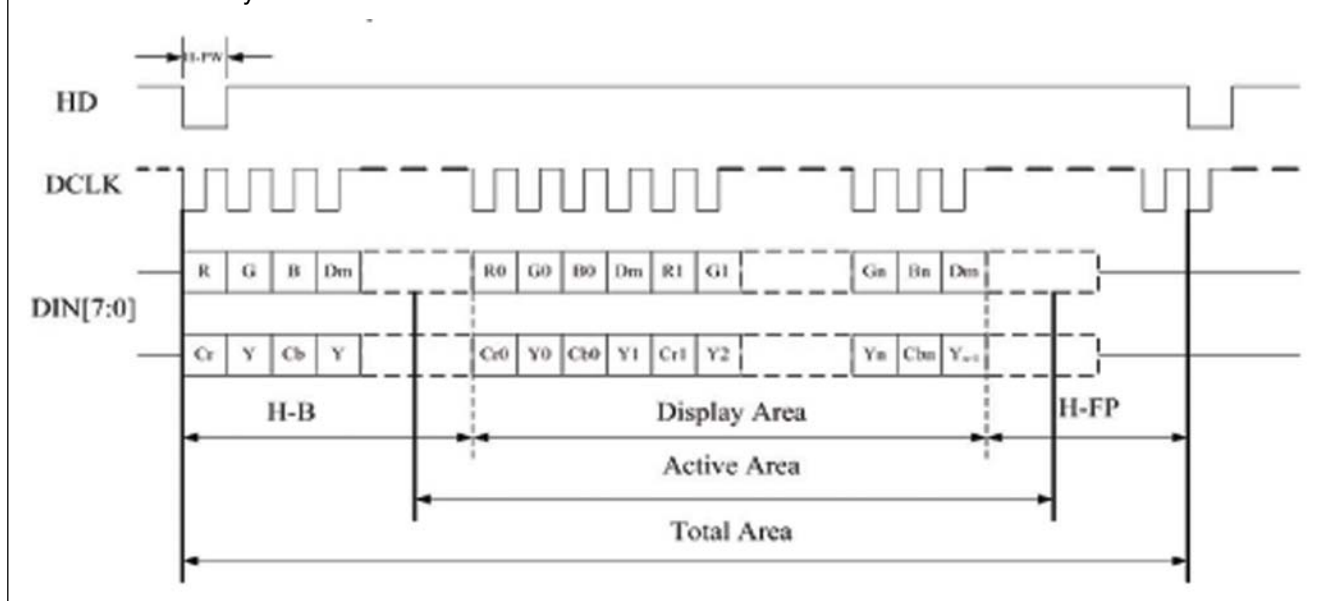 H-PW
HD
DCLK
R G B Dm R0 G0 B0 Dm R1 G1 Gn Bn Dm
DIN[7:0]
Cr Y Cb Y Cr0 Y0 Cb0 Y1 Cr1 Y2 Yn Cbn
H-B Display Area H-FP
Active Area
Total Area